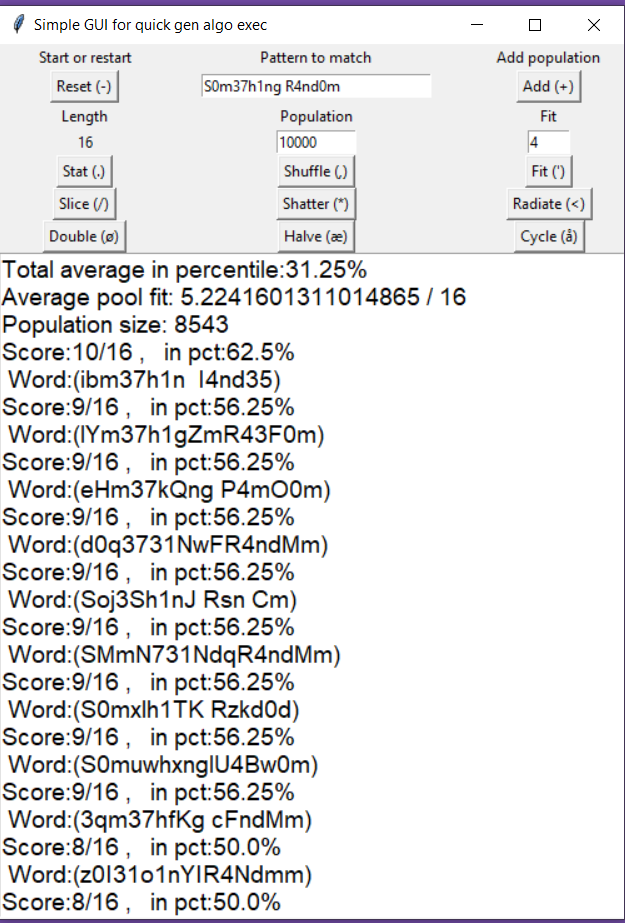 Simple GUI for quick gen algo exec
Start or restart Pattern to match Add population
Reset (-) S0m37h1ng R4nd0m Add (+)
Length Population Fit
16 10000 4
Stat (.) Shuffle (,) Fit (')
Slice (/) Shatter (*) Radiate (<)
Double (ø) Halve (æ) Cycle (å)
Total average in percentile:31.25%
Average pool fit: 5.2241601311014865 / 16
Population size: 8543
Score:10/16 ,   in pct:62.5%
Word:(ibm37h1n  I4nd35)
Score:9/16 ,   in pct:56.25%
Word:(lYm37h1gZmR43F0m)
Score:9/16 ,   in pct:56.25%
Word:(eHm37kQng P4mO0m)
Score:9/16 ,   in pct:56.25%
Word:(d0q3731NwFR4ndMm)
Score:9/16 ,   in pct:56.25%
Word:(Soj3Sh1nJ Rsn Cm)
Score:9/16 ,   in pct:56.25%
Word:(SMmN731NdqR4ndMm)
Score:9/16 ,   in pct:56.25%
Word:(S0mxlh1TK Rzkd0d)
Score:9/16 ,   in pct:56.25%
Word:(S0muwhxnglU4Bw0m)
Score:9/16 ,   in pct:56.25%
Word:(3qm37hfKg cFndMm)
Score:8/16 ,   in pct:50.0%
Word:(z0I31o1nYIR4Ndmm)
Score:8/16 ,   in pct:50.0%